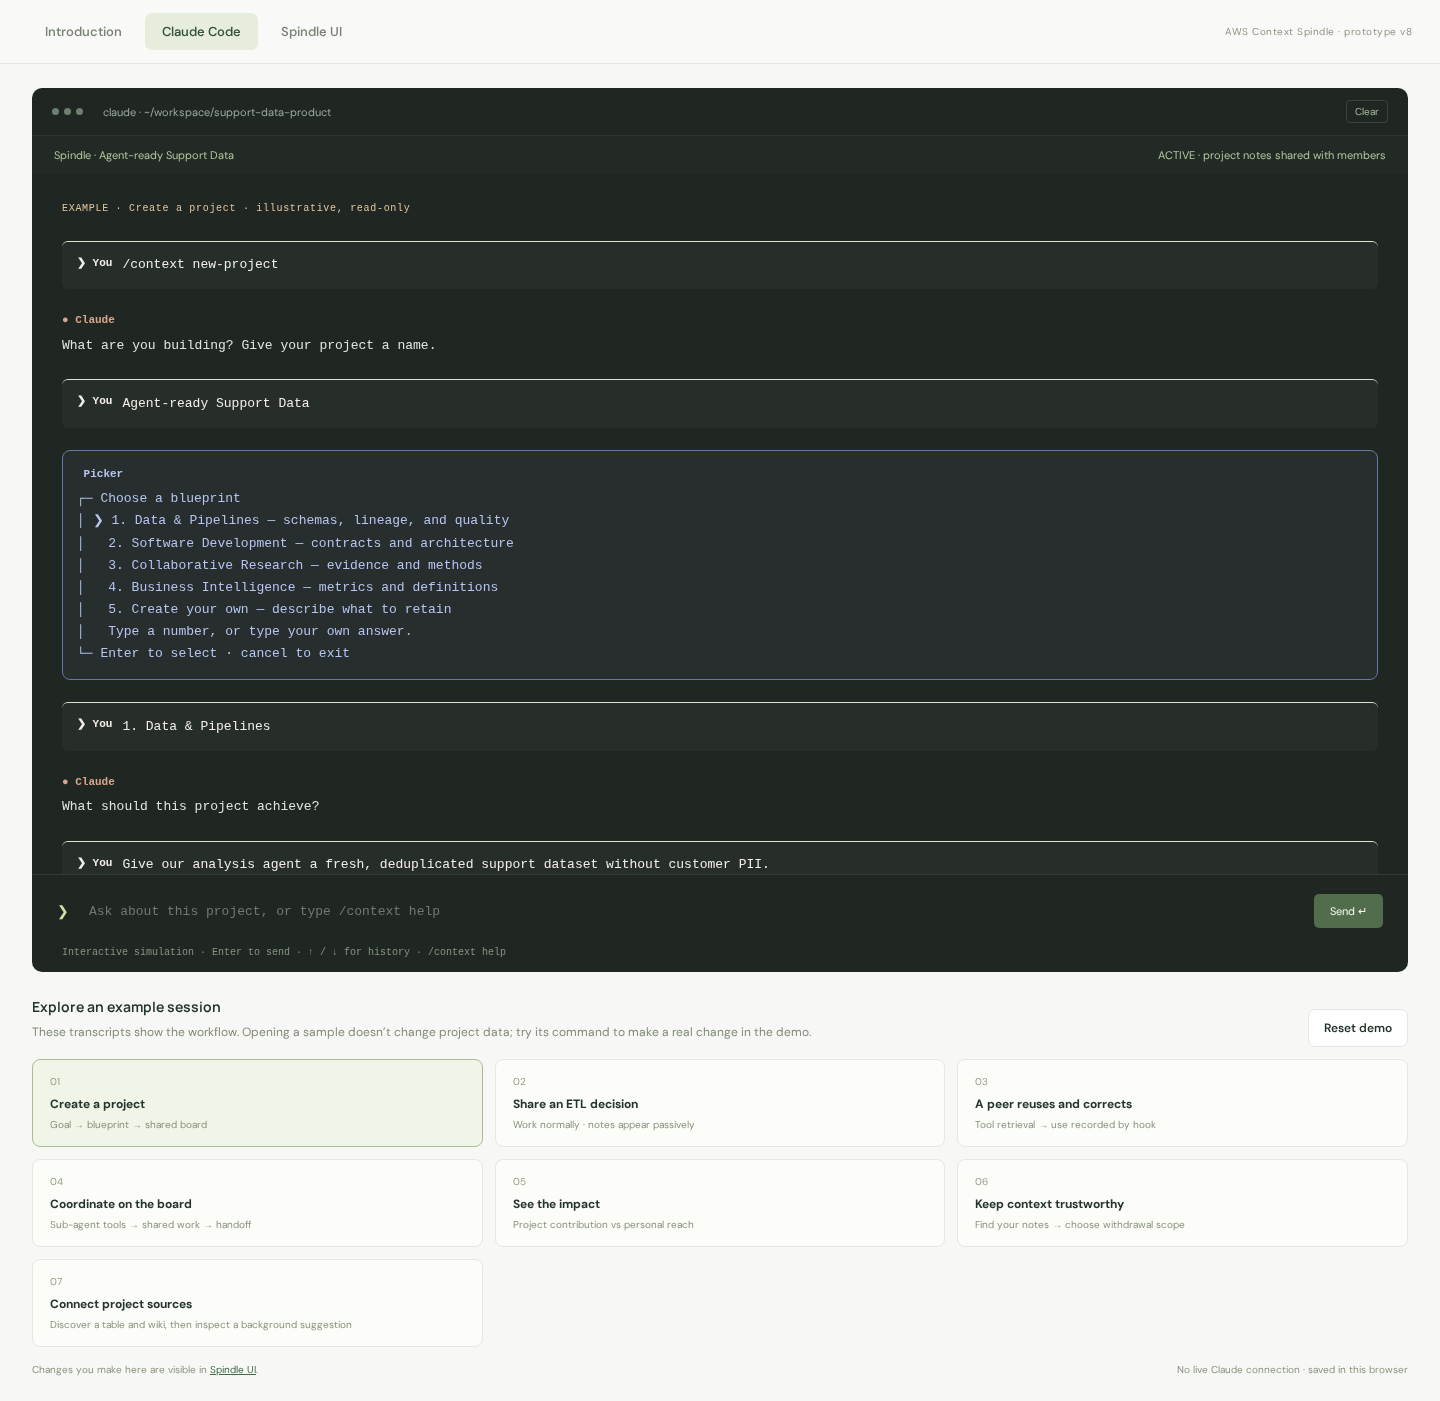 Introduction
Claude Code
Spindle UI
AWS Context Spindle · prototype v8
claude · ~/workspace/support-data-product
Clear
Spindle · Agent-ready Support Data
ACTIVE · project notes shared with members
EXAMPLE · Create a project · illustrative, read-only
❯ You /context new-project
● Claude
What are you building? Give your project a name.
❯ You Agent-ready Support Data
Picker
┌─ Choose a blueprint
│ ❯ 1. Data & Pipelines — schemas, lineage, and quality
│   2. Software Development — contracts and architecture
│   3. Collaborative Research — evidence and methods
│   4. Business Intelligence — metrics and definitions
│   5. Create your own — describe what to retain
│   Type a number, or type your own answer.
└─ Enter to select · cancel to exit
❯ You 1. Data & Pipelines
● Claude
What should this project achieve?
❯ You Give our analysis agent a fresh, deduplicated support dataset without customer PII.
❯ Ask about this project, or type /context help
Send ↵
Interactive simulation · Enter to send · ↑ / ↓ for history · /context help
Explore an example session
These transcripts show the workflow. Opening a sample doesn’t change project data; try its command to make a real change in the demo.
Reset demo
01
Create a project
Goal → blueprint → shared board
02
Share an ETL decision
Work normally · notes appear passively
03
A peer reuses and corrects
Tool retrieval → use recorded by hook
04
Coordinate on the board
Sub-agent tools → shared work → handoff
05
See the impact
Project contribution vs personal reach
06
Keep context trustworthy
Find your notes → choose withdrawal scope
07
Connect project sources
Discover a table and wiki, then inspect a background suggestion
Changes you make here are visible in Spindle UI.
No live Claude connection · saved in this browser